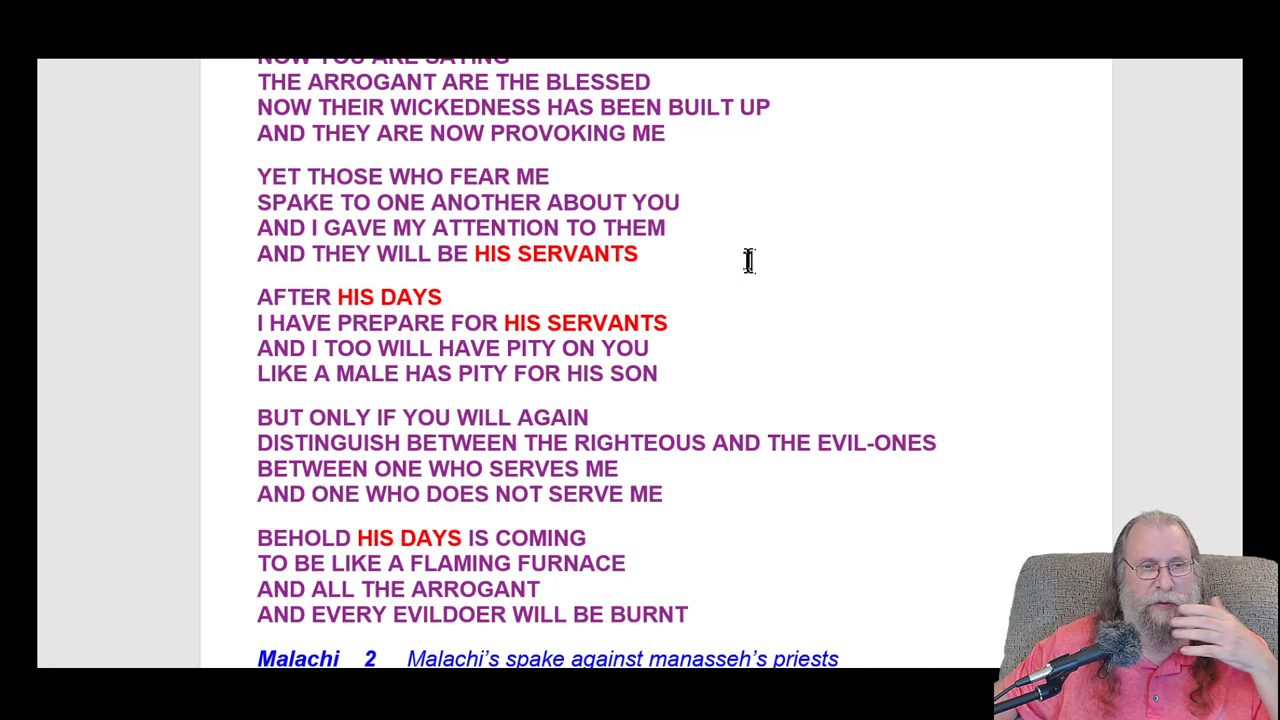 NOW YOU ARE SAYING
THE ARROGANT ARE THE BLESSED
NOW THEIR WICKEDNESS HAS BEEN BUILT UP
AND THEY ARE NOW PROVOKING ME
YET THOSE WHO FEAR ME
SPAKE TO ONE ANOTHER ABOUT YOU
AND I GAVE MY ATTENTION TO THEM
AND THEY WILL BE HIS SERVANTS
AFTER HIS DAYS
I HAVE PREPARE FOR HIS SERVANTS
AND I TOO WILL HAVE PITY ON YOU
LIKE A MALE HAS PITY FOR HIS SON
BUT ONLY IF YOU WILL AGAIN
DISTINGUISH BETWEEN THE RIGHTEOUS AND THE EVIL-ONES
BETWEEN ONE WHO SERVES ME
AND ONE WHO DOES NOT SERVE ME
BEHOLD HIS DAYS IS COMING
TO BE LIKE A FLAMING FURNACE
AND ALL THE ARROGANT
AND EVERY EVILDOER WILL BE BURNT
Malachi 2 Malachi's spake against manasseh's priests